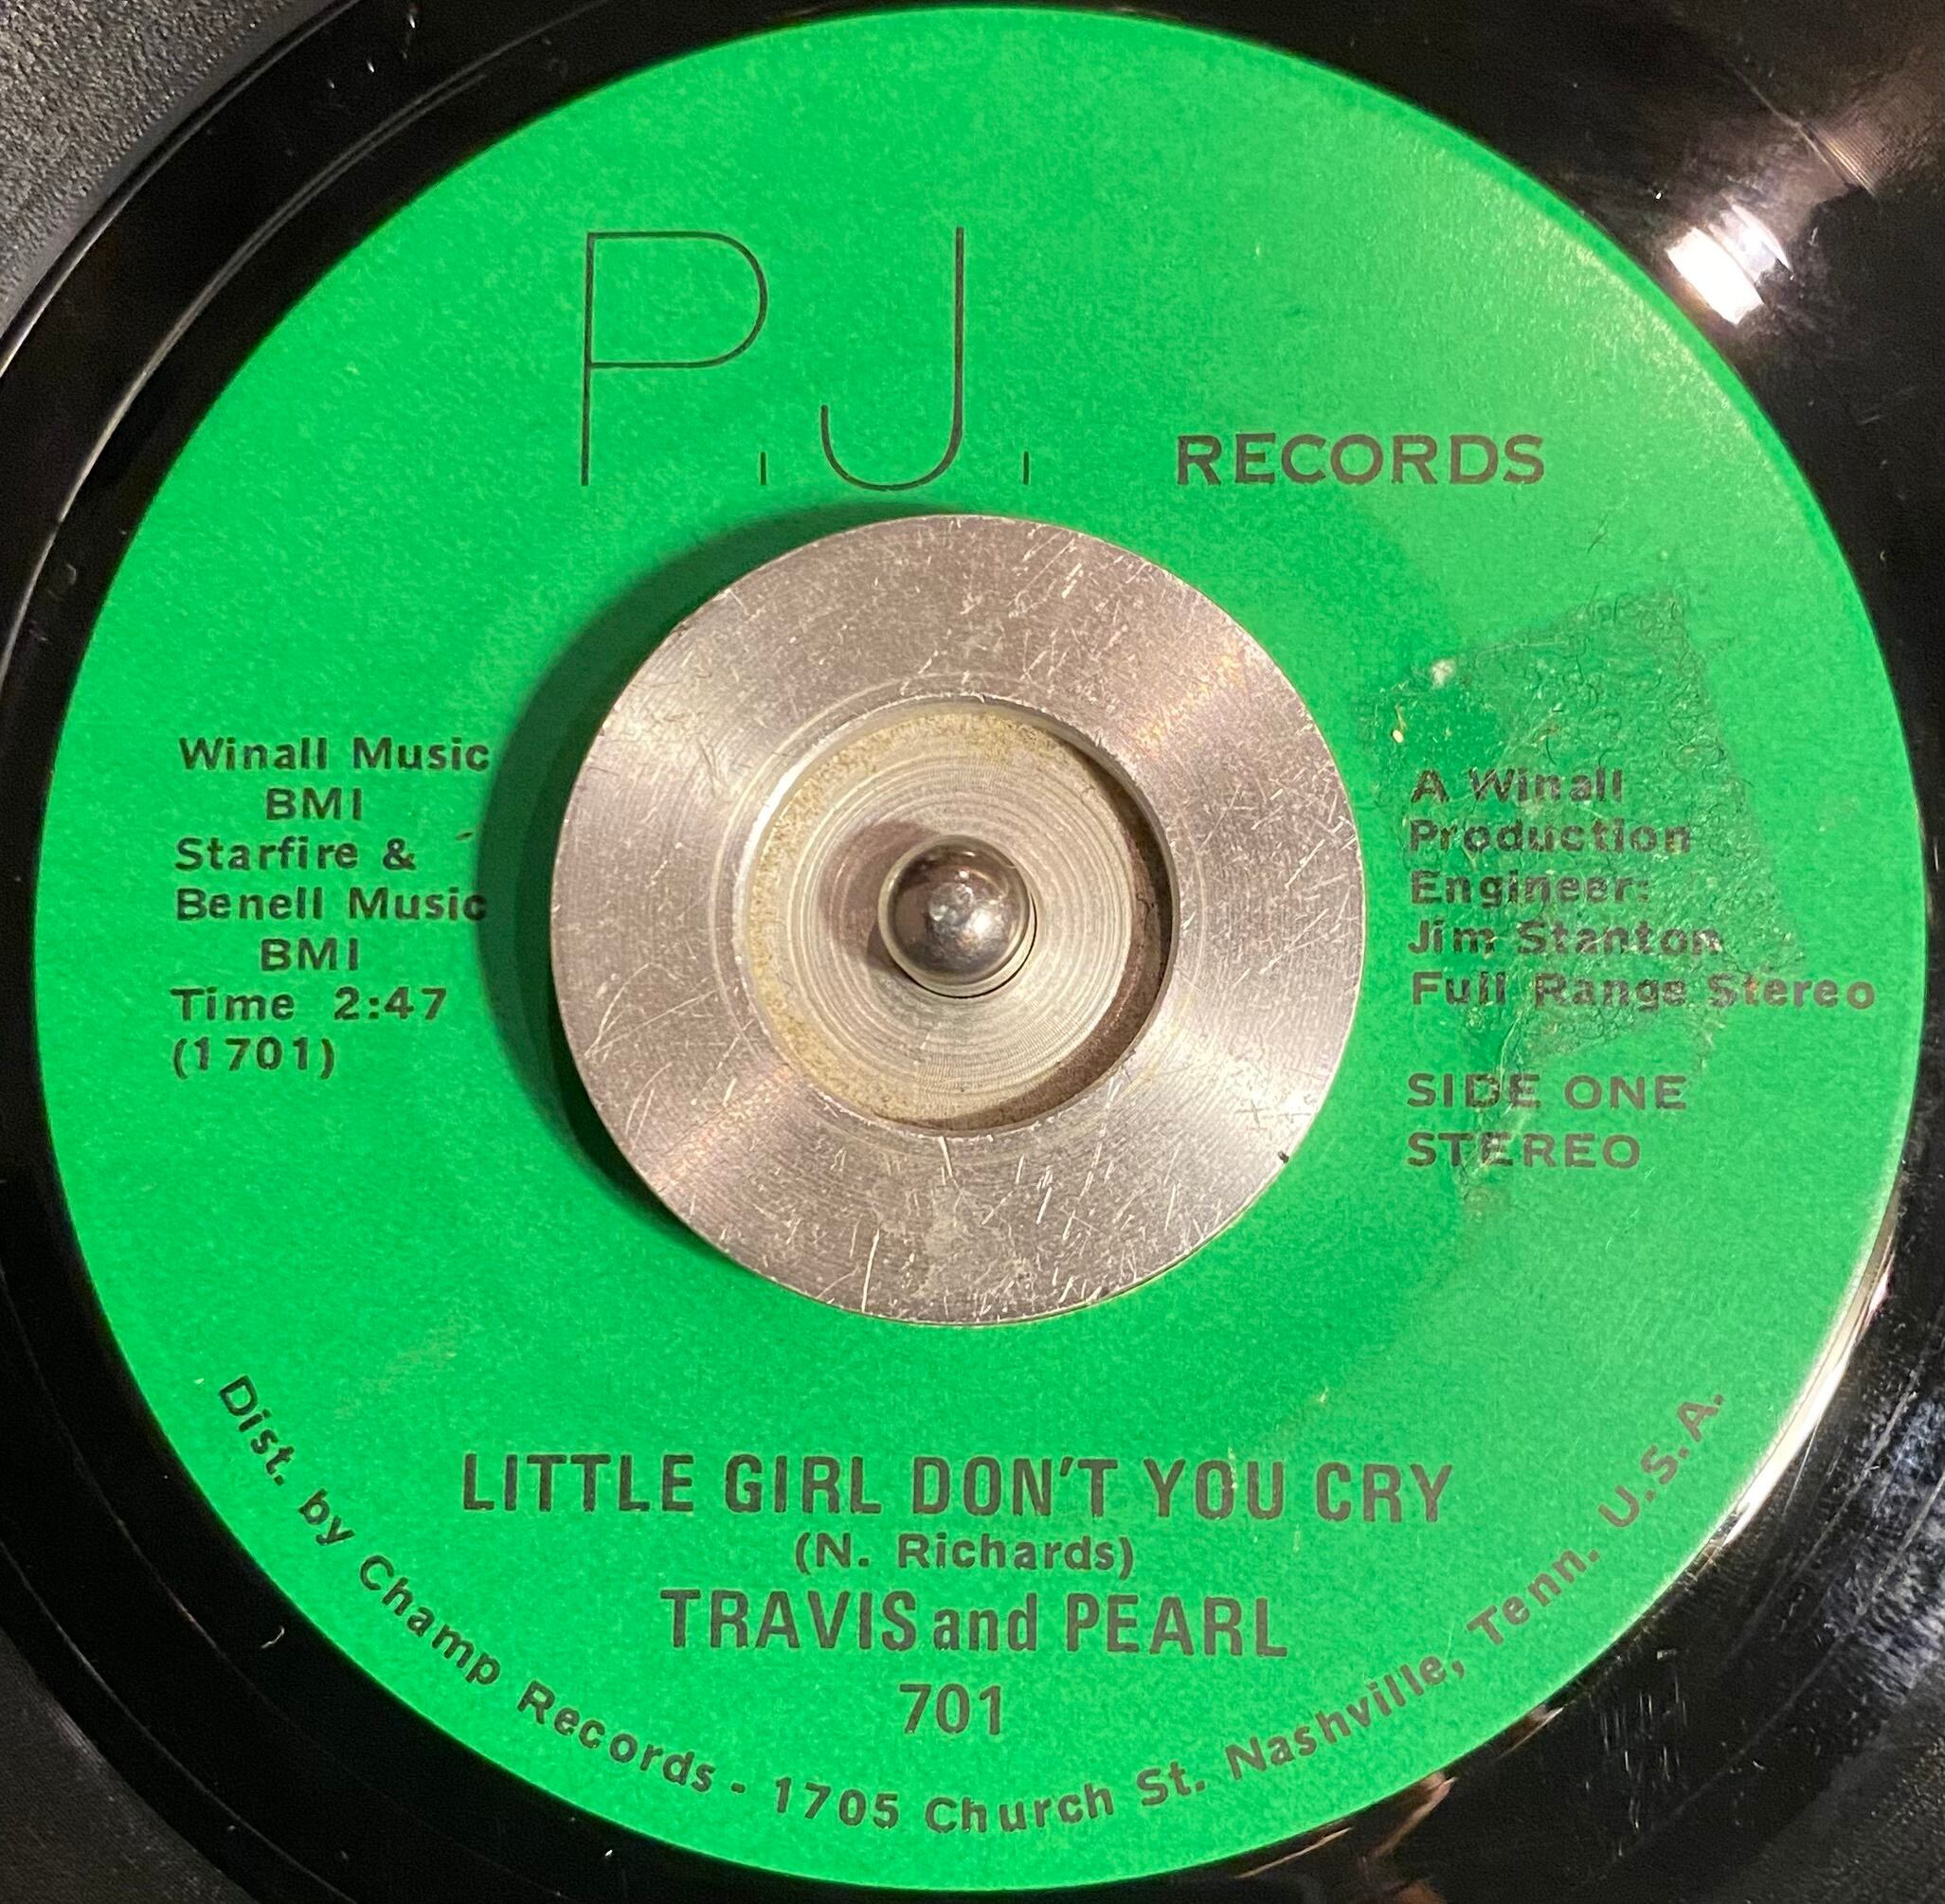 P.J. RECORDS
Winall Music
BMI
Starfire &
Benell Music
BMI
Time 2:47
(1701)
A Winall
Production
Engineer:
Jim Stanton
Full Range Stereo
SIDE ONE
STEREO
LITTLE GIRL DON'T YOU CRY
(N. Richards)
TRAVIS and PEARL
701
Dist. by Champ Records - 1705 Church St. Nashville, Tenn. U.S.A.